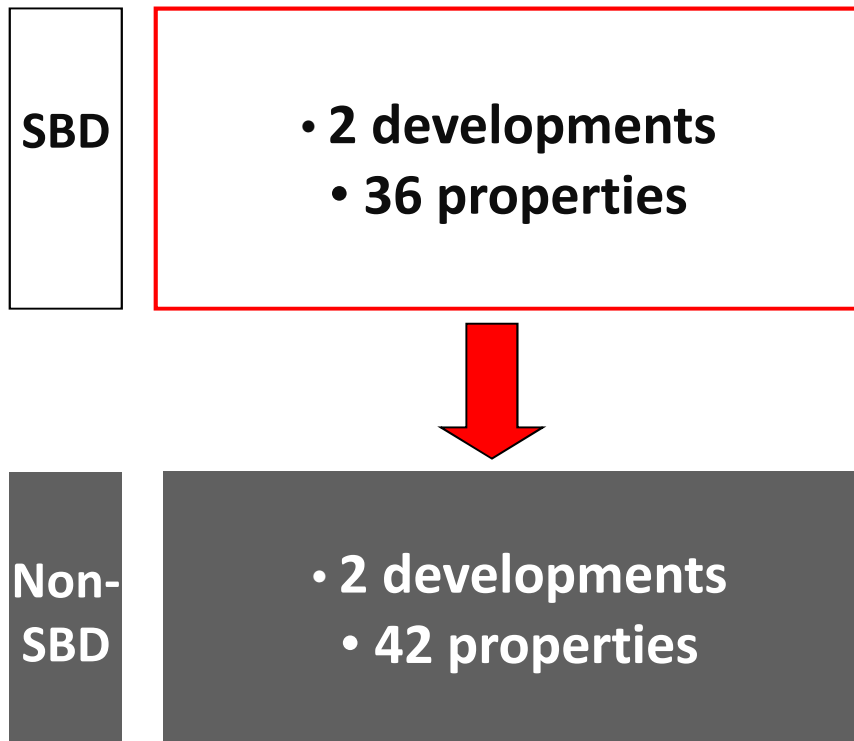 SBD
• 2 developments
• 36 properties
Non-
SBD
• 2 developments
• 42 properties